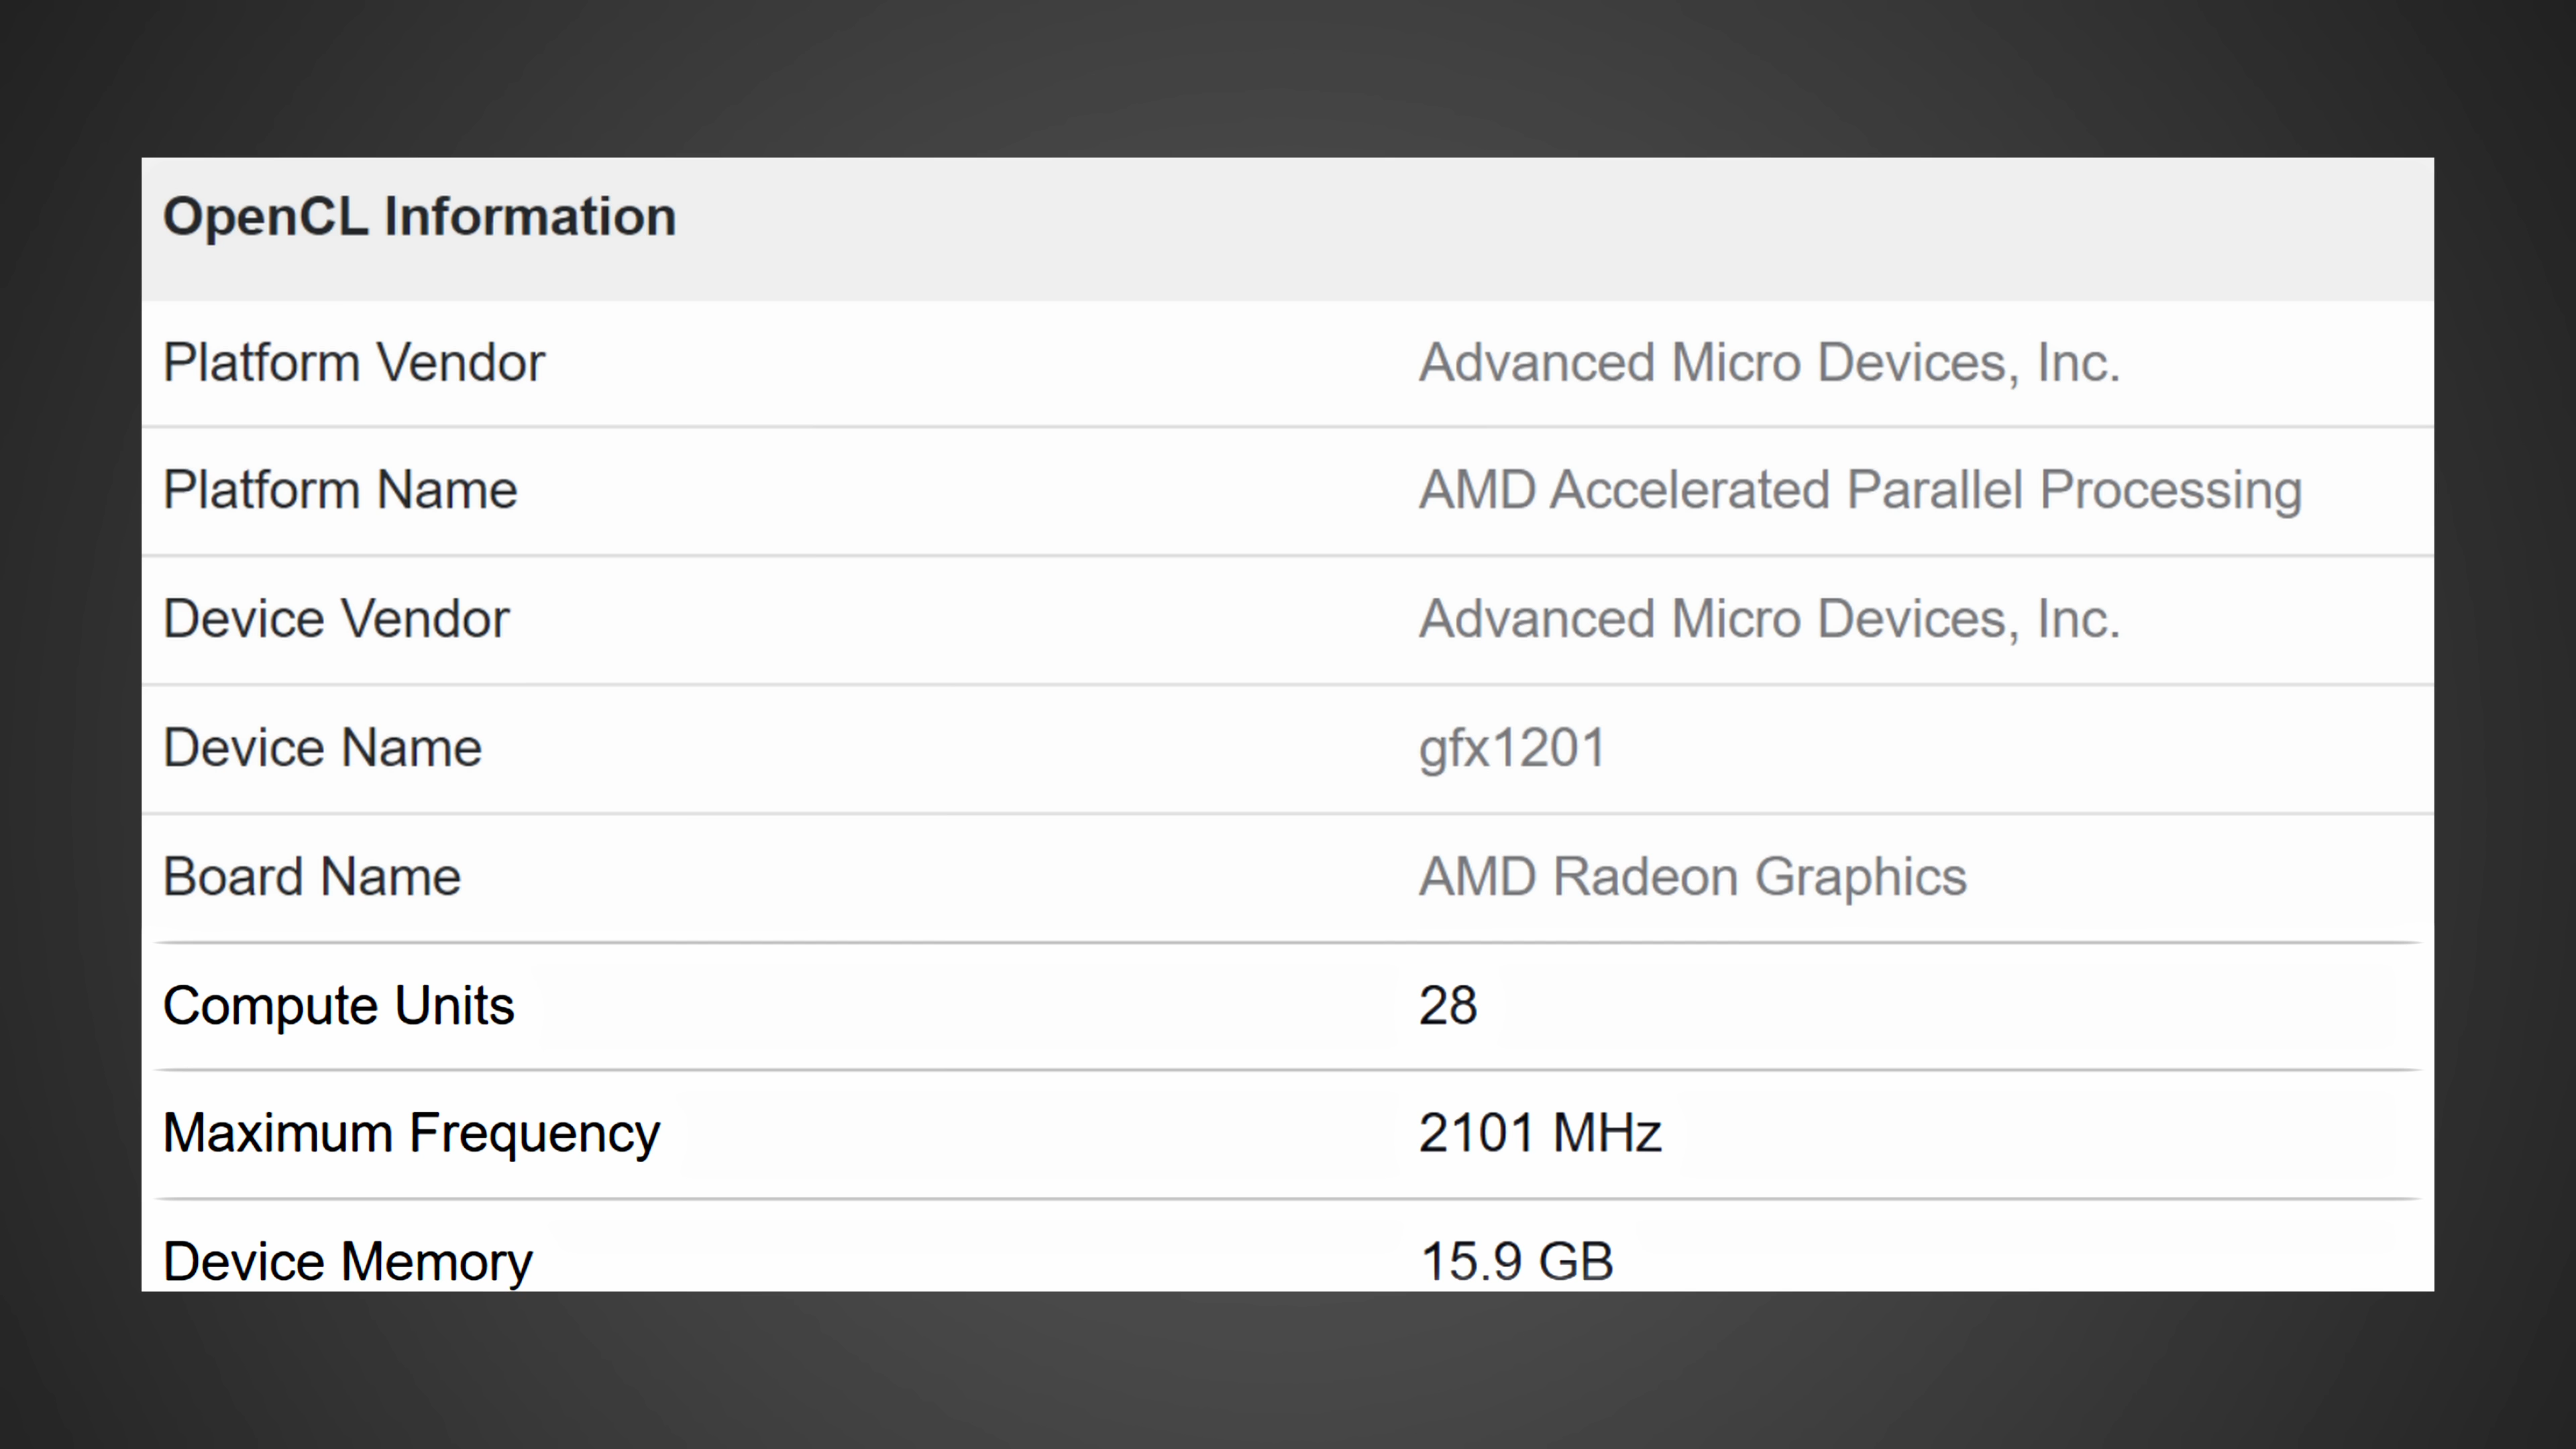 OpenCL Information
Platform Vendor Advanced Micro Devices, Inc.
Platform Name AMD Accelerated Parallel Processing
Device Vendor Advanced Micro Devices, Inc.
Device Name gfx1201
Board Name AMD Radeon Graphics
Compute Units 28
Maximum Frequency 2101 MHz
Device Memory 15.9 GB